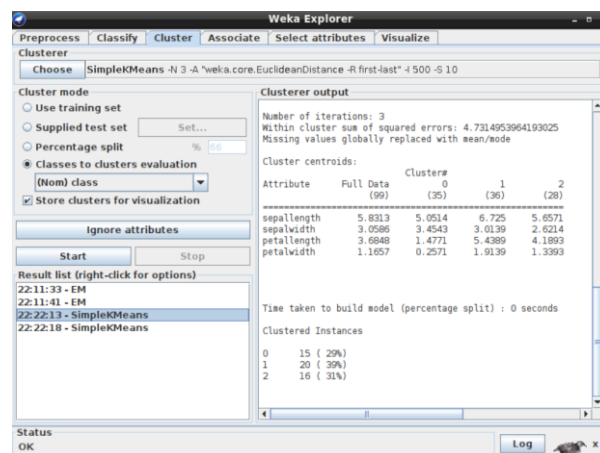 Weka Explorer
Preprocess Classify Cluster Associate Select attributes Visualize
Clusterer
Choose SimpleKMeans -N 3 -A "weka.core.EuclideanDistance -R first-last" -I 500 -S 10
Cluster mode
Use training set
Supplied test set Set...
Percentage split % 66
Classes to clusters evaluation
(Nom) class
Store clusters for visualization
Ignore attributes
Start Stop
Result list (right-click for options)
22:11:33 - EM
22:11:41 - EM
22:22:13 - SimpleKMeans
22:22:18 - SimpleKMeans
Clusterer output
Number of iterations: 3
Within cluster sum of squared errors: 4.7314953964193025
Missing values globally replaced with mean/mode
Cluster centroids:
Cluster#
Attribute Full Data 0 1 2
(99) (35) (36) (28)
sepallength 5.8313 5.0514 6.725 5.6571
sepalwidth 3.0586 3.4543 3.0139 2.6214
petallength 3.6848 1.4771 5.4389 4.1893
petalwidth 1.1657 0.2571 1.9139 1.3393
Time taken to build model (percentage split) : 0 seconds
Clustered Instances
0 15 ( 29%)
1 20 ( 39%)
2 16 ( 31%)
Status
OK
Log
x